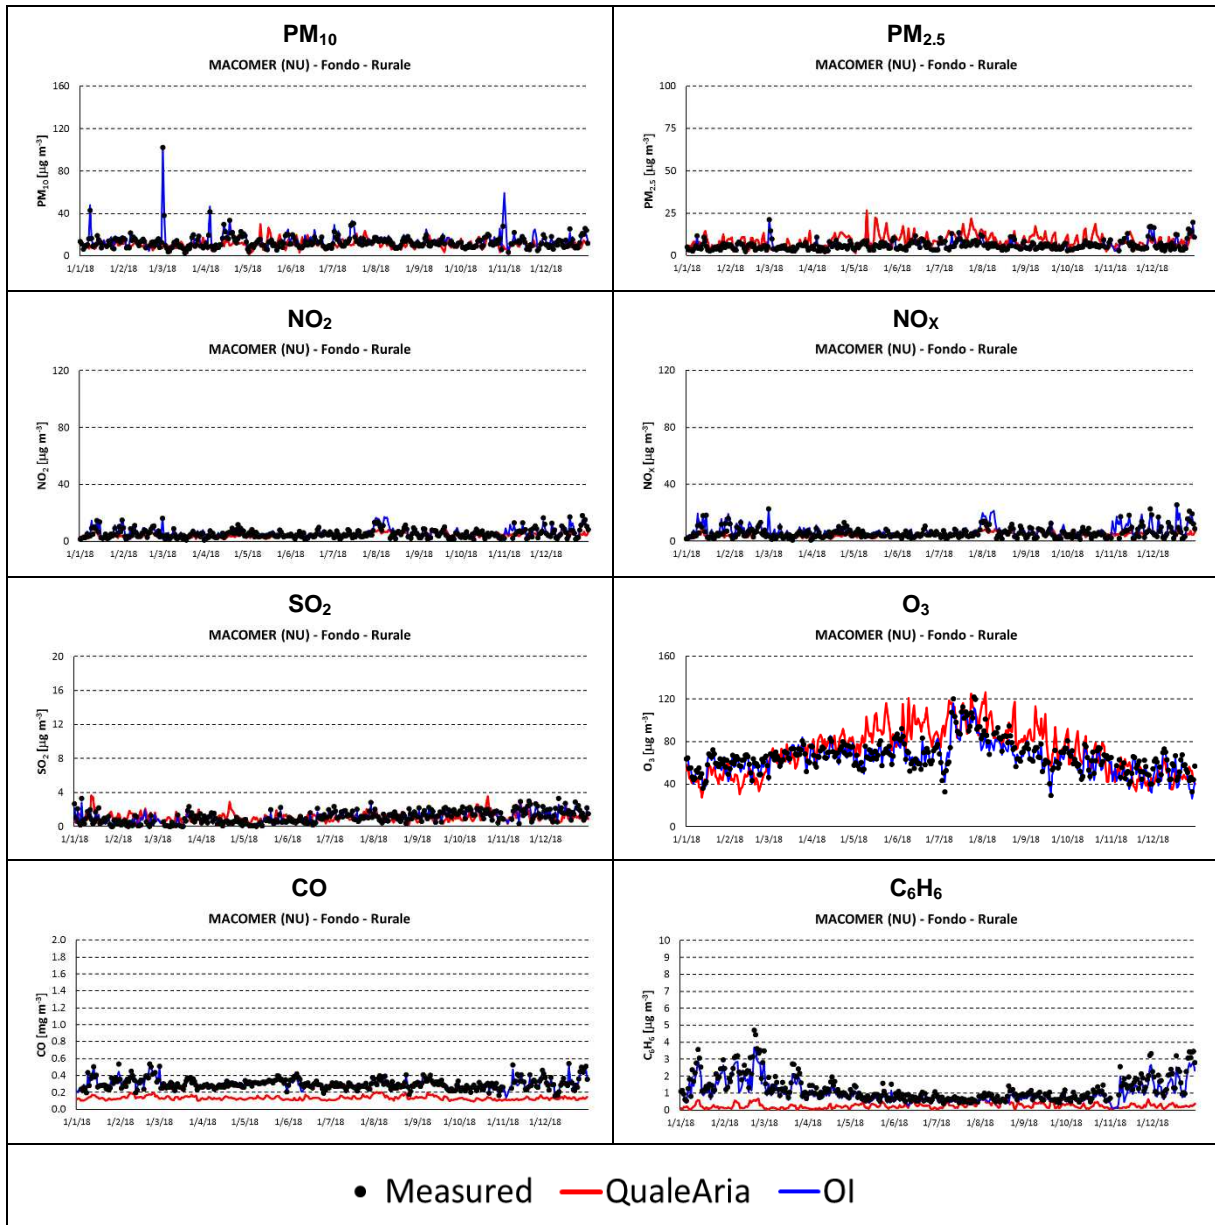 PM10
MACOMER (NU) - Fondo - Rurale
PM10 [µg m-3]
160
120
80
40
0
1/1/18 1/2/18 1/3/18 1/4/18 1/5/18 1/6/18 1/7/18 1/8/18 1/9/18 1/10/18 1/11/18 1/12/18
PM2.5
MACOMER (NU) - Fondo - Rurale
PM2.5 [µg m-3]
100
75
50
25
0
1/1/18 1/2/18 1/3/18 1/4/18 1/5/18 1/6/18 1/7/18 1/8/18 1/9/18 1/10/18 1/11/18 1/12/18
NO2
MACOMER (NU) - Fondo - Rurale
NO2 [µg m-3]
120
80
40
0
1/1/18 1/2/18 1/3/18 1/4/18 1/5/18 1/6/18 1/7/18 1/8/18 1/9/18 1/10/18 1/11/18 1/12/18
NOX
MACOMER (NU) - Fondo - Rurale
NOX [µg m-3]
120
80
40
0
1/1/18 1/2/18 1/3/18 1/4/18 1/5/18 1/6/18 1/7/18 1/8/18 1/9/18 1/10/18 1/11/18 1/12/18
SO2
MACOMER (NU) - Fondo - Rurale
SO2 [µg m-3]
20
16
12
8
4
0
1/1/18 1/2/18 1/3/18 1/4/18 1/5/18 1/6/18 1/7/18 1/8/18 1/9/18 1/10/18 1/11/18 1/12/18
O3
MACOMER (NU) - Fondo - Rurale
O3 [µg m-3]
160
120
80
40
0
1/1/18 1/2/18 1/3/18 1/4/18 1/5/18 1/6/18 1/7/18 1/8/18 1/9/18 1/10/18 1/11/18 1/12/18
CO
MACOMER (NU) - Fondo - Rurale
CO [mg m-3]
2.0
1.8
1.6
1.4
1.2
1.0
0.8
0.6
0.4
0.2
0.0
1/1/18 1/2/18 1/3/18 1/4/18 1/5/18 1/6/18 1/7/18 1/8/18 1/9/18 1/10/18 1/11/18 1/12/18
C6H6
MACOMER (NU) - Fondo - Rurale
C6H6 [µg m-3]
10
9
8
7
6
5
4
3
2
1
0
1/1/18 1/2/18 1/3/18 1/4/18 1/5/18 1/6/18 1/7/18 1/8/18 1/9/18 1/10/18 1/11/18 1/12/18
Measured QualeAria OI